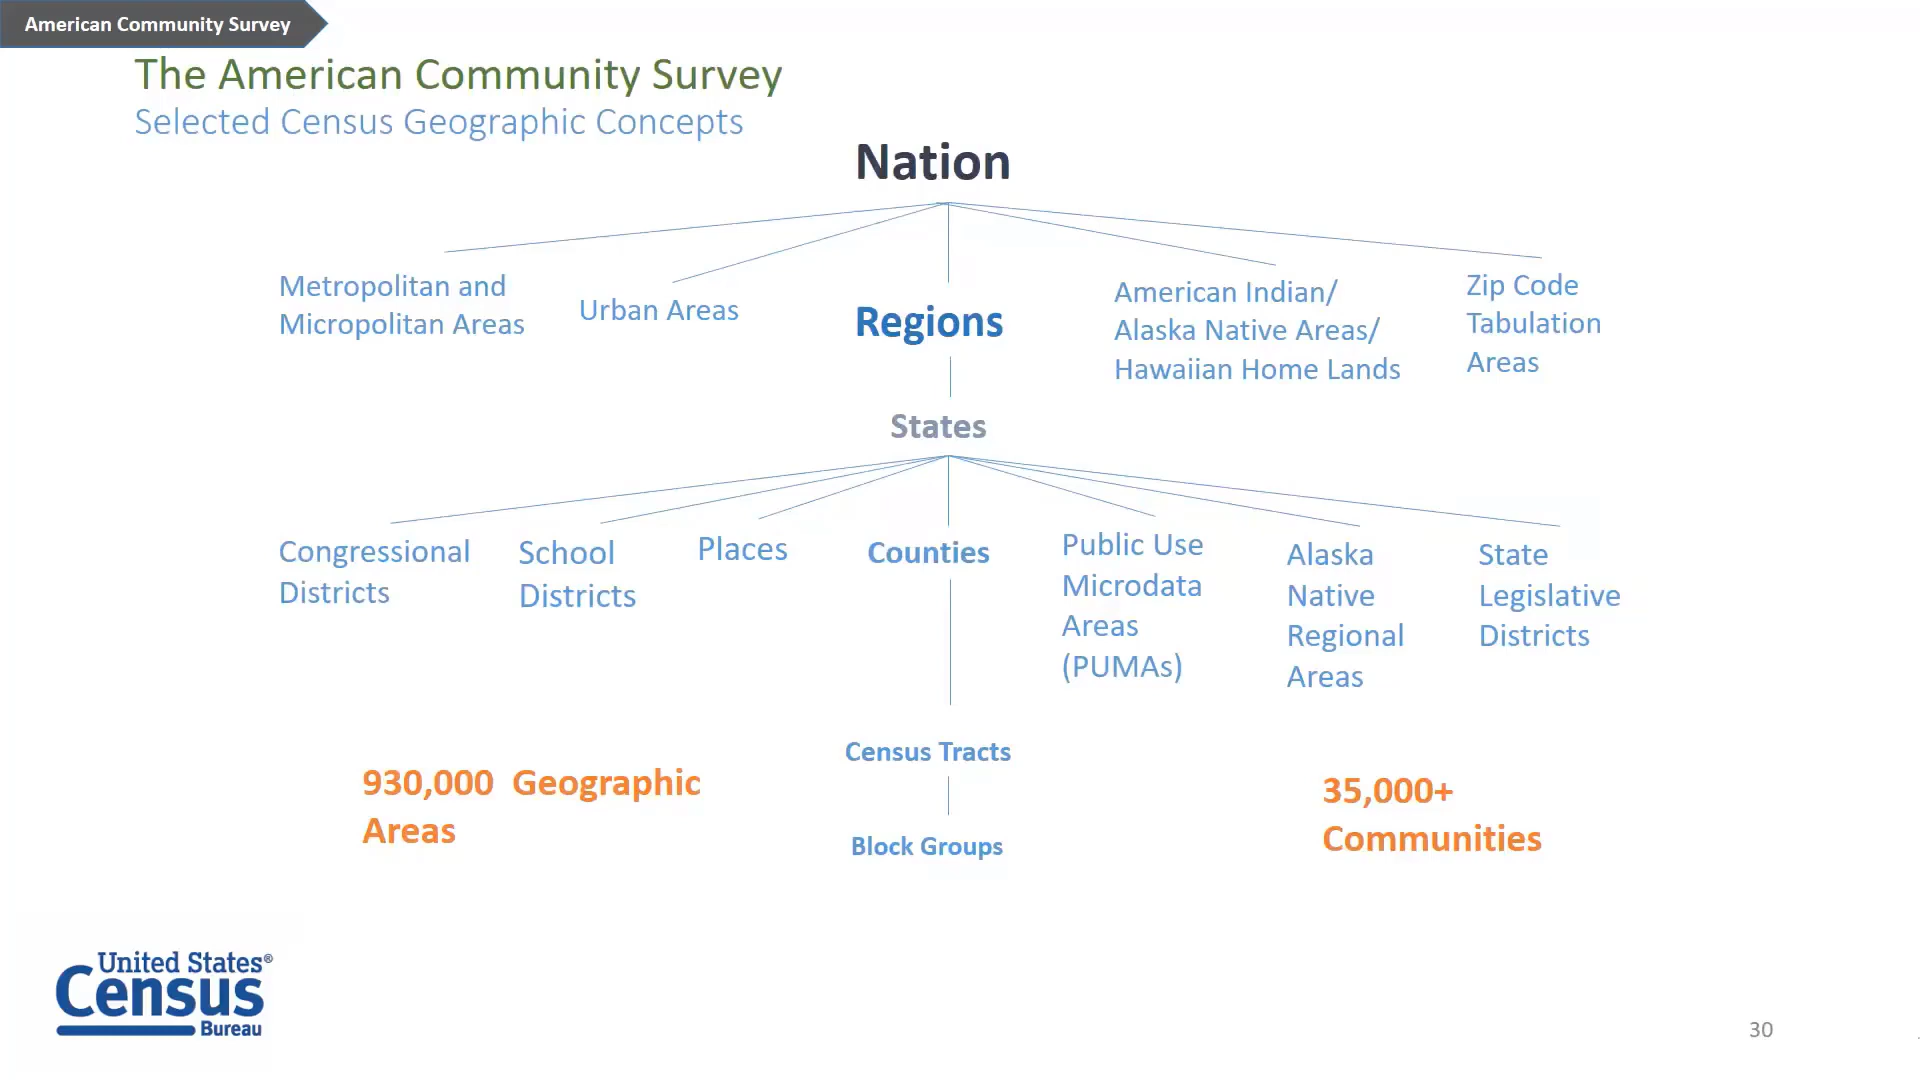 American Community Survey
The American Community Survey
Selected Census Geographic Concepts
Nation
Metropolitan and
Micropolitan Areas
Urban Areas
Regions
American Indian/
Alaska Native Areas/
Hawaiian Home Lands
Zip Code
Tabulation
Areas
States
Congressional
Districts
School
Districts
Places
Counties
Public Use
Microdata
Areas
(PUMAs)
Alaska
Native
Regional
Areas
State
Legislative
Districts
Census Tracts
930,000 Geographic
Areas
35,000+
Communities
Block Groups
United States®
Census
Bureau
30